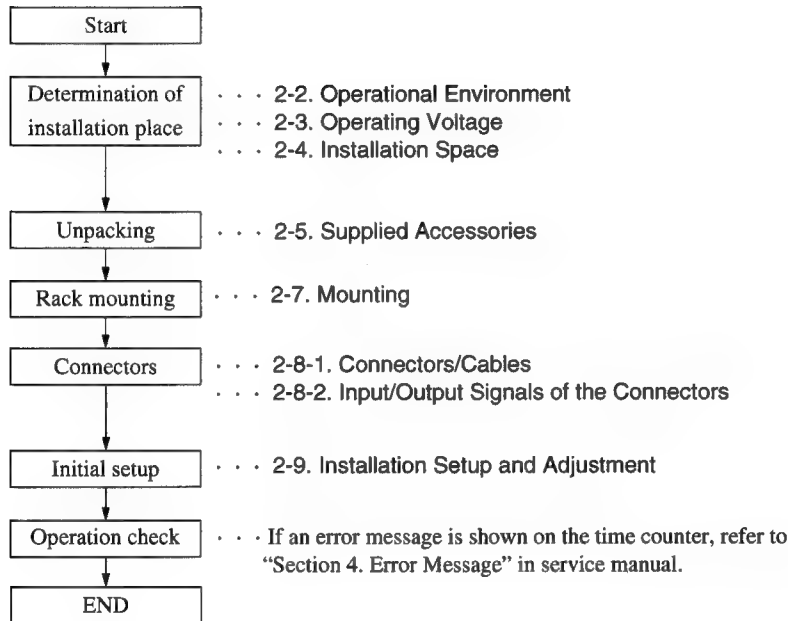 Start
Determination of
installation place
· · · 2-2. Operational Environment
· · · 2-3. Operating Voltage
· · · 2-4. Installation Space
Unpacking
· · · 2-5. Supplied Accessories
Rack mounting
· · · 2-7. Mounting
Connectors
· · · 2-8-1. Connectors/Cables
· · · 2-8-2. Input/Output Signals of the Connectors
Initial setup
· · · 2-9. Installation Setup and Adjustment
Operation check
· · · If an error message is shown on the time counter, refer to
“Section 4. Error Message” in service manual.
END